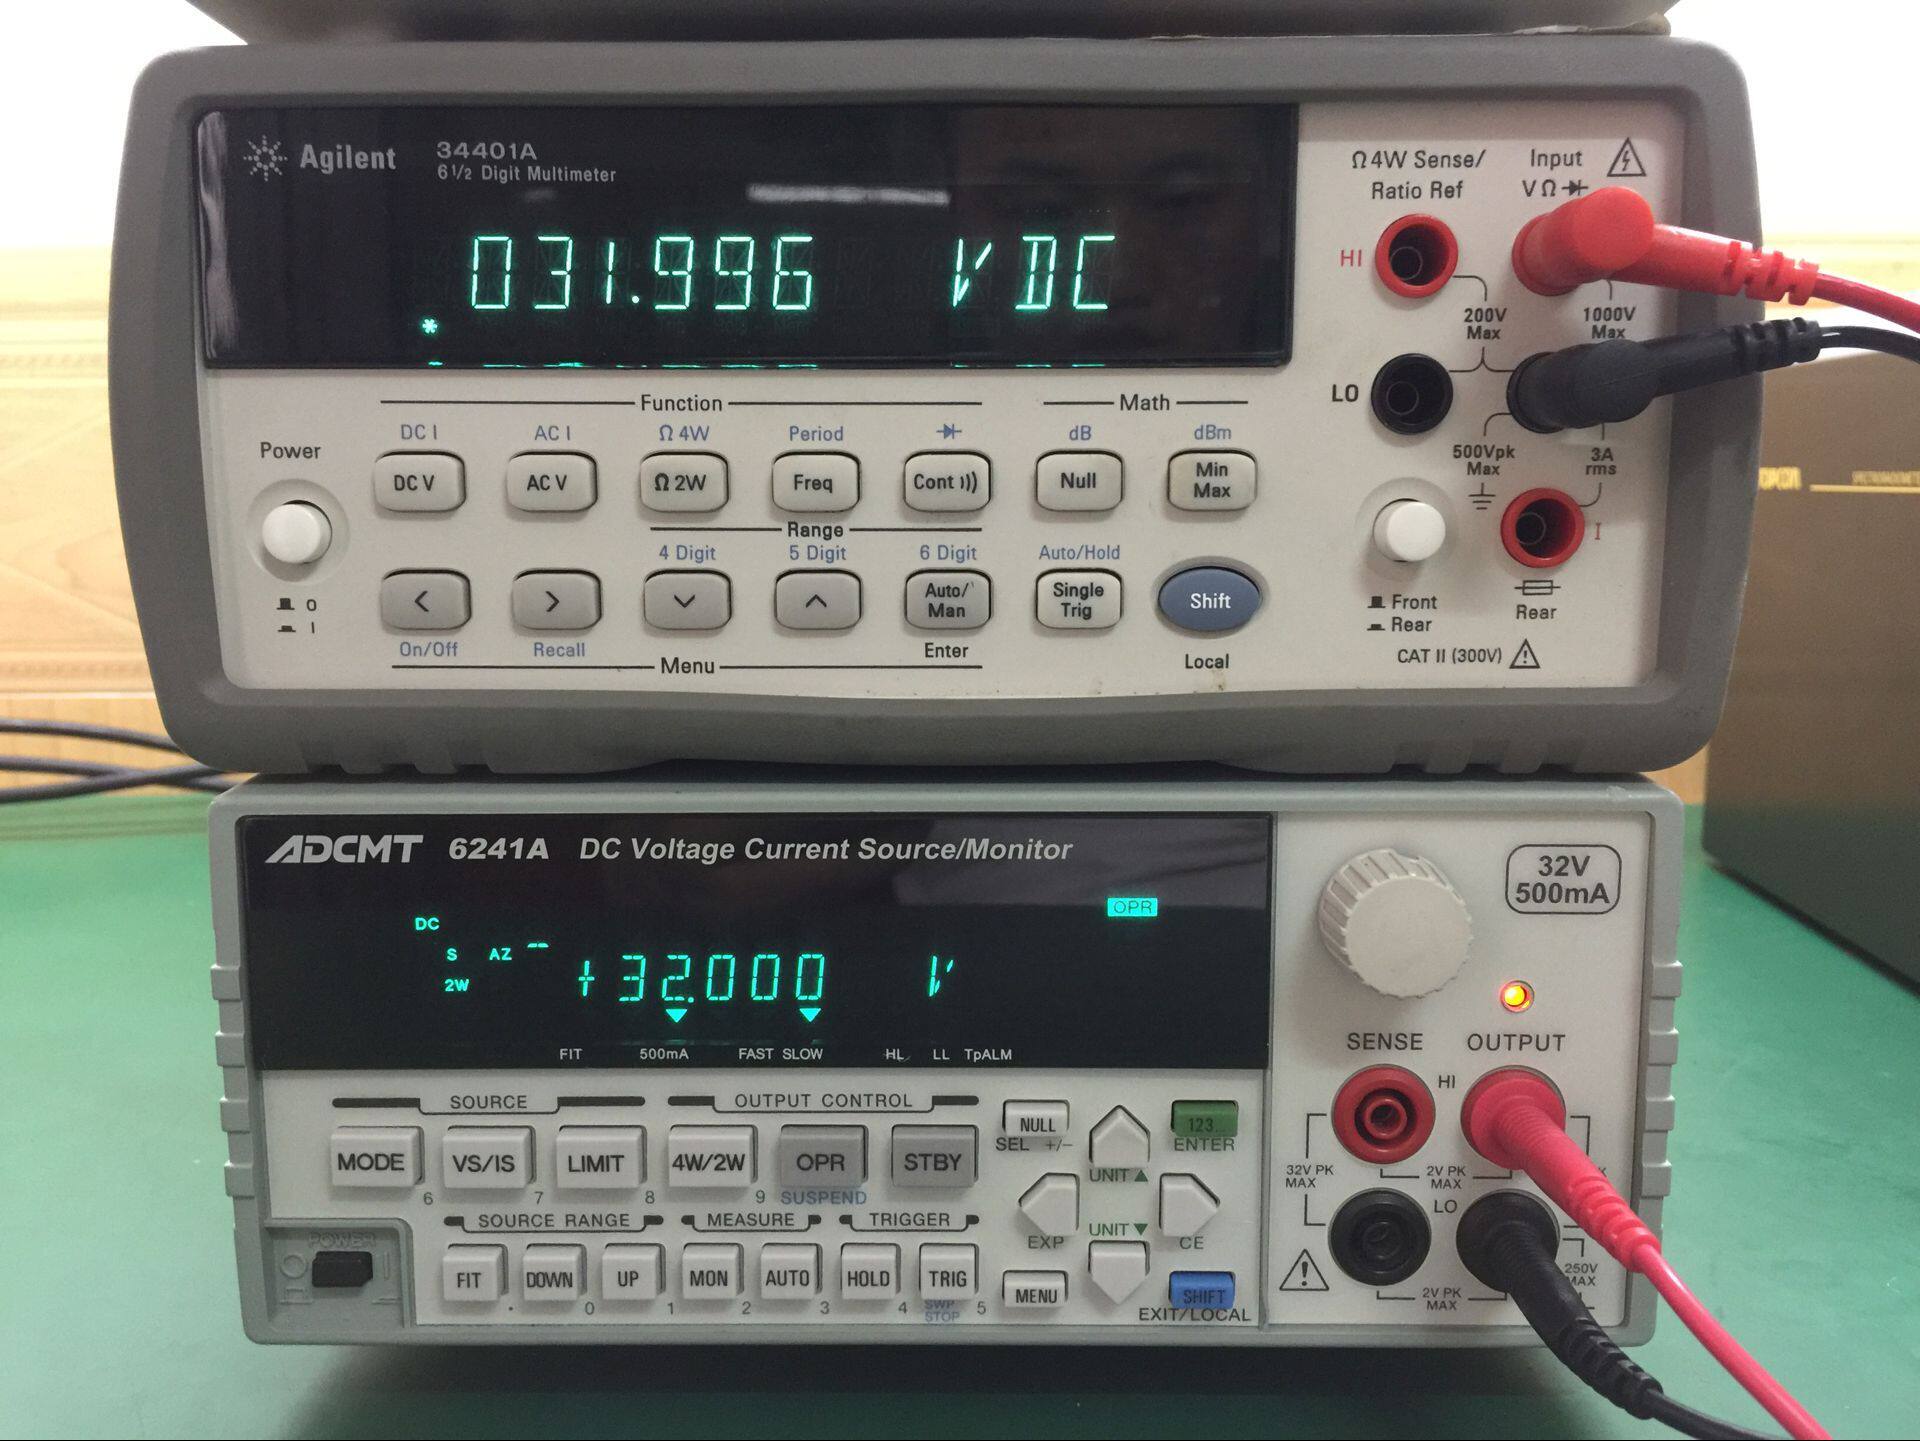 Agilent 34401A
6½ Digit Multimeter
031.996 VDC
*
Ω4W Sense/
Ratio Ref
Input
VΩ
HI
200V
Max
1000V
Max
LO
500Vpk
Max
3A
rms
I
Front
Rear
Rear
CAT II (300V)
Power
0
I
Function
Math
DC I
AC I
Ω 4W
Period
dB
dBm
DC V
AC V
Ω 2W
Freq
Cont
Null
Min
Max
Range
4 Digit
5 Digit
6 Digit
Auto/Hold
<
>
Auto/
Man
Single
Trig
Shift
On/Off
Recall
Enter
Menu
Local
ADCMT 6241A DC Voltage Current Source/Monitor
32V
500mA
OPR
DC
S AZ
2W
+32.000 V
FIT 500mA FAST SLOW HL LL TpALM
SENSE OUTPUT
HI
32V PK
MAX
2V PK
MAX
LO
250V
MAX
2V PK
MAX
SOURCE
OUTPUT CONTROL
MODE VS/IS LIMIT 4W/2W OPR STBY
6 7 8 9 SUSPEND
NULL
SEL +/−
123...
ENTER
UNIT ▲
EXP
CE
UNIT ▼
MENU
SHIFT
EXIT/LOCAL
SOURCE RANGE MEASURE TRIGGER
FIT DOWN UP MON AUTO HOLD TRIG
. 0 1 2 3 4 SWP STOP 5
POWER